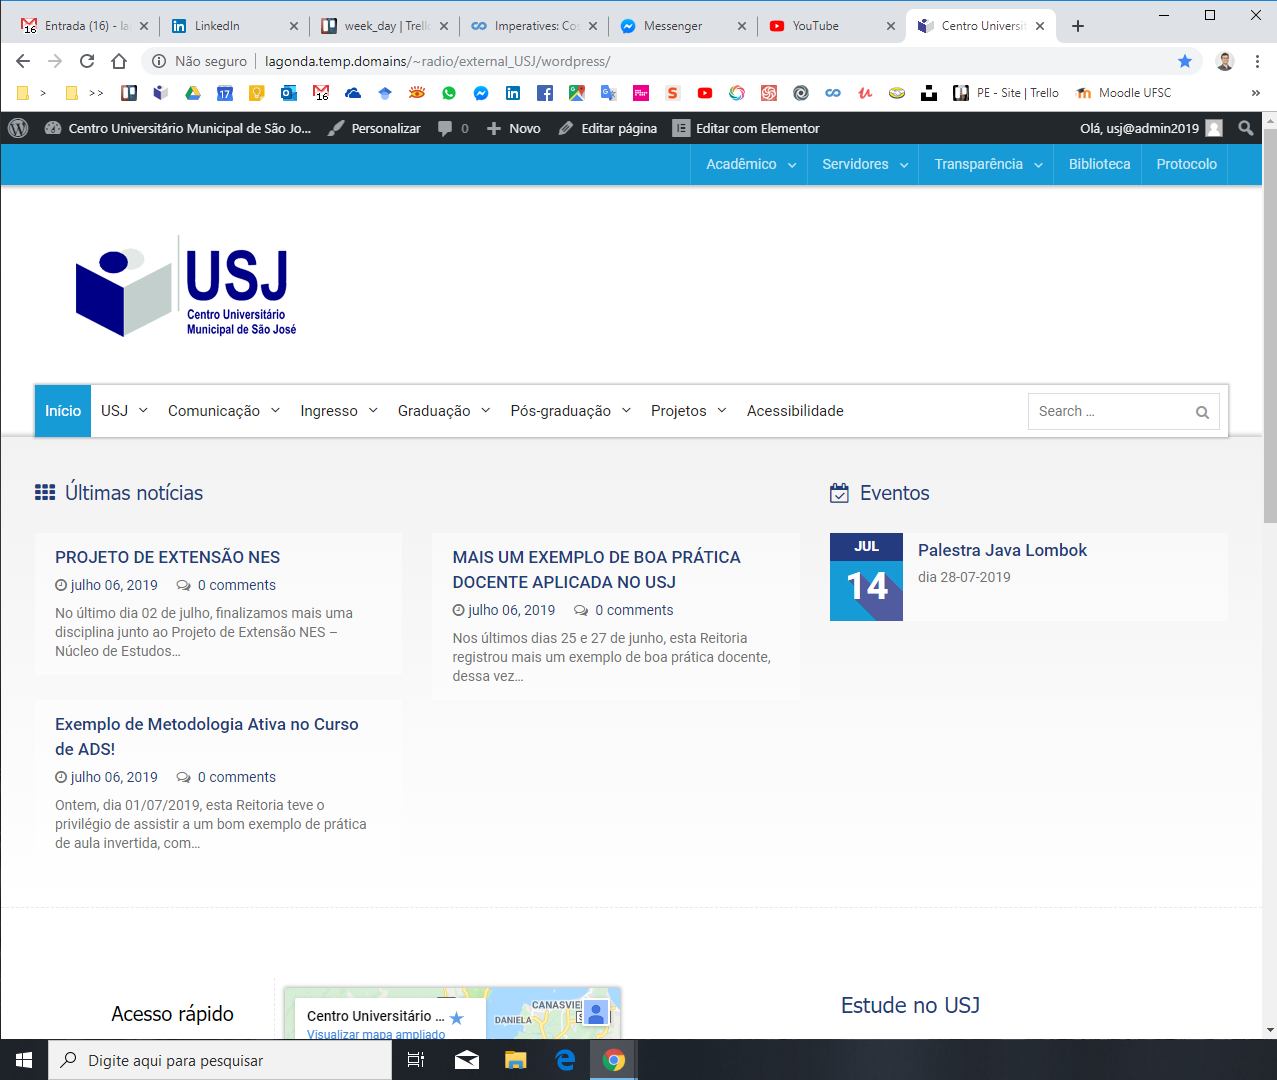 Entrada (16) - la
LinkedIn
week_day | Trello
Imperatives: Cos
Messenger
YouTube
Centro Universit
Não seguro
lagonda.temp.domains/~radio/external_USJ/wordpress/
>
> >
PE - Site | Trello
Moodle UFSC
»
Centro Universitário Municipal de São Jo...
Personalizar
0
Novo
Editar página
Editar com Elementor
Olá, usj@admin2019
Acadêmico
Servidores
Transparência
Biblioteca
Protocolo
USJ
Centro Universitário
Municipal de São José
Início
USJ
Comunicação
Ingresso
Graduação
Pós-graduação
Projetos
Acessibilidade
Search …
Últimas notícias
PROJETO DE EXTENSÃO NES
julho 06, 2019 0 comments
No último dia 02 de julho, finalizamos mais uma
disciplina junto ao Projeto de Extensão NES –
Núcleo de Estudos…
MAIS UM EXEMPLO DE BOA PRÁTICA
DOCENTE APLICADA NO USJ
julho 06, 2019 0 comments
Nos últimos dias 25 e 27 de junho, esta Reitoria
registrou mais um exemplo de boa prática docente,
dessa vez…
Exemplo de Metodologia Ativa no Curso
de ADS!
julho 06, 2019 0 comments
Ontem, dia 01/07/2019, esta Reitoria teve o
privilégio de assistir a um bom exemplo de prática
de aula invertida, com…
Eventos
JUL
14
Palestra Java Lombok
dia 28-07-2019
Acesso rápido
Centro Universitário ...
Visualizar mapa ampliado
DANIELA
CANASVIE
Estude no USJ
Digite aqui para pesquisar